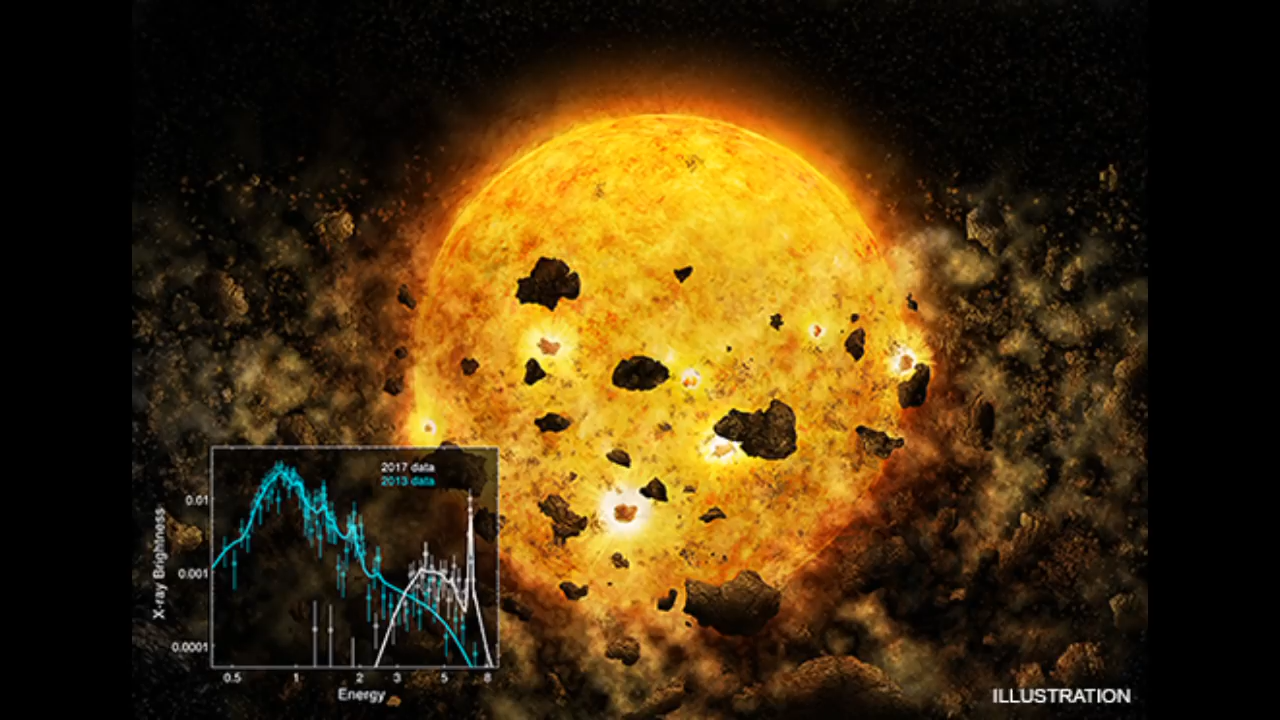 2017 data
2013 data
0.01
0.001
0.0001
X-ray Brightness
0.5 1 2 3 5 8
Energy
ILLUSTRATION